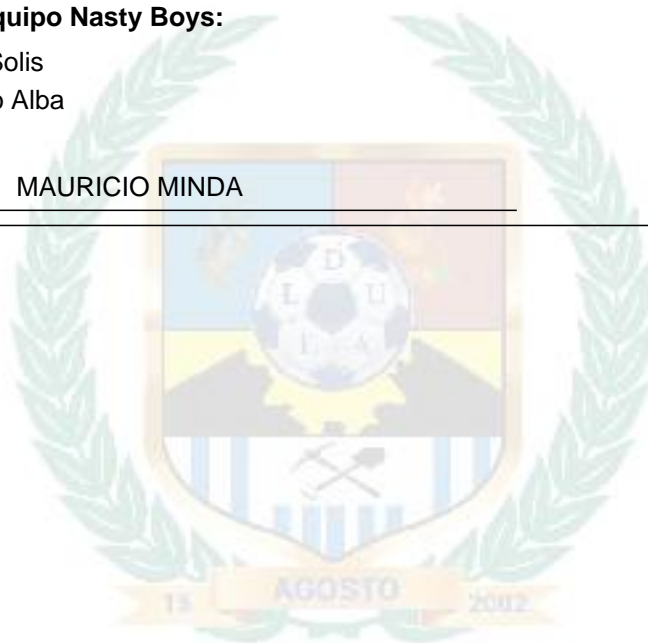 quipo Nasty Boys:
Solis
o Alba
MAURICIO MINDA
D
L U
E A
15 AGOSTO 2002